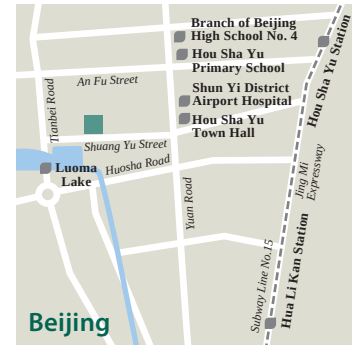 Branch of Beijing
High School No. 4
Hou Sha Yu
Primary School
Hou Sha Yu Station
An Fu Street
Tianbei Road
Shun Yi District
Airport Hospital
Hou Sha Yu
Town Hall
Shuang Yu Street
Huosha Road
Luoma
Lake
Jing Mi
Expressway
Yuan Road
Subway Line No.15
Hua Li Kan Station
Beijing